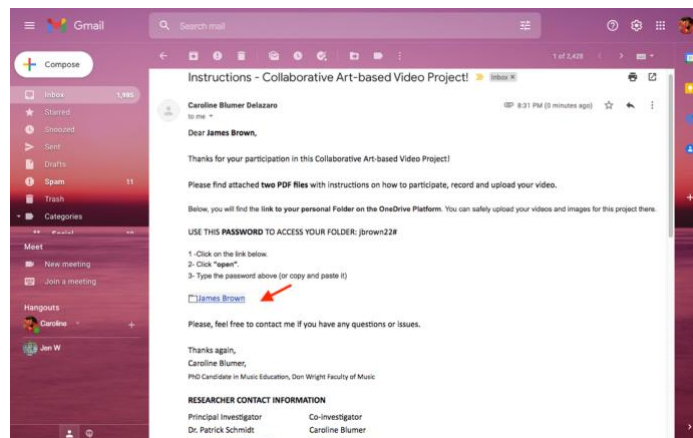 Gmail
Search mail
Compose
1 of 2,428
Instructions - Collaborative Art-based Video Project!
Inbox x
Inbox 1,985
Starred
Snoozed
Sent
Drafts
Spam 11
Trash
Categories
Social
Meet
New meeting
Join a meeting
Hangouts
Caroline
Jen W
Caroline Blumer Delazaro
8:31 PM (0 minutes ago)
to me
Dear James Brown,
Thanks for your participation in this Collaborative Art-based Video Project!
Please find attached two PDF files with instructions on how to participate, record and upload your video.
Below, you will find the link to your personal Folder on the OneDrive Platform. You can safely upload your videos and images for this project there.
USE THIS PASSWORD TO ACCESS YOUR FOLDER: jbrown22#
1 -Click on the link below.
2- Click "open".
3- Type the password above (or copy and paste it)
James Brown
Please, feel free to contact me if you have any questions or issues.
Thanks again,
Caroline Blumer,
PhD Candidate in Music Education, Don Wright Faculty of Music
RESEARCHER CONTACT INFORMATION
Principal Investigator Co-investigator
Dr. Patrick Schmidt Caroline Blumer